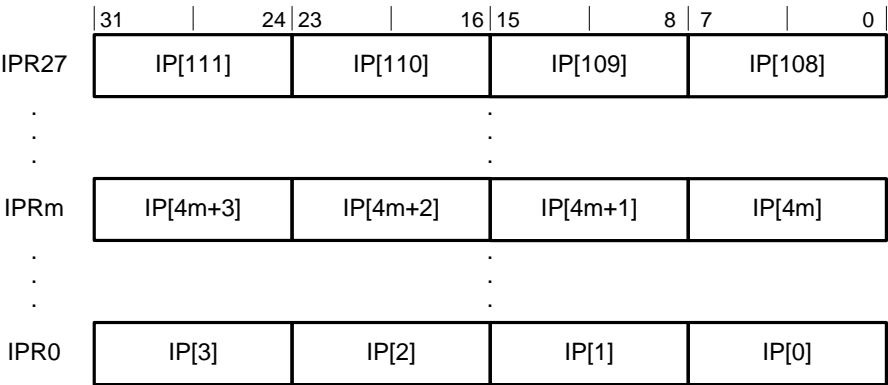 31 24 23 16 15 8 7 0
IPR27 IP[111] IP[110] IP[109] IP[108]
. .
. .
. .
IPRm IP[4m+3] IP[4m+2] IP[4m+1] IP[4m]
. .
. .
. .
IPR0 IP[3] IP[2] IP[1] IP[0]